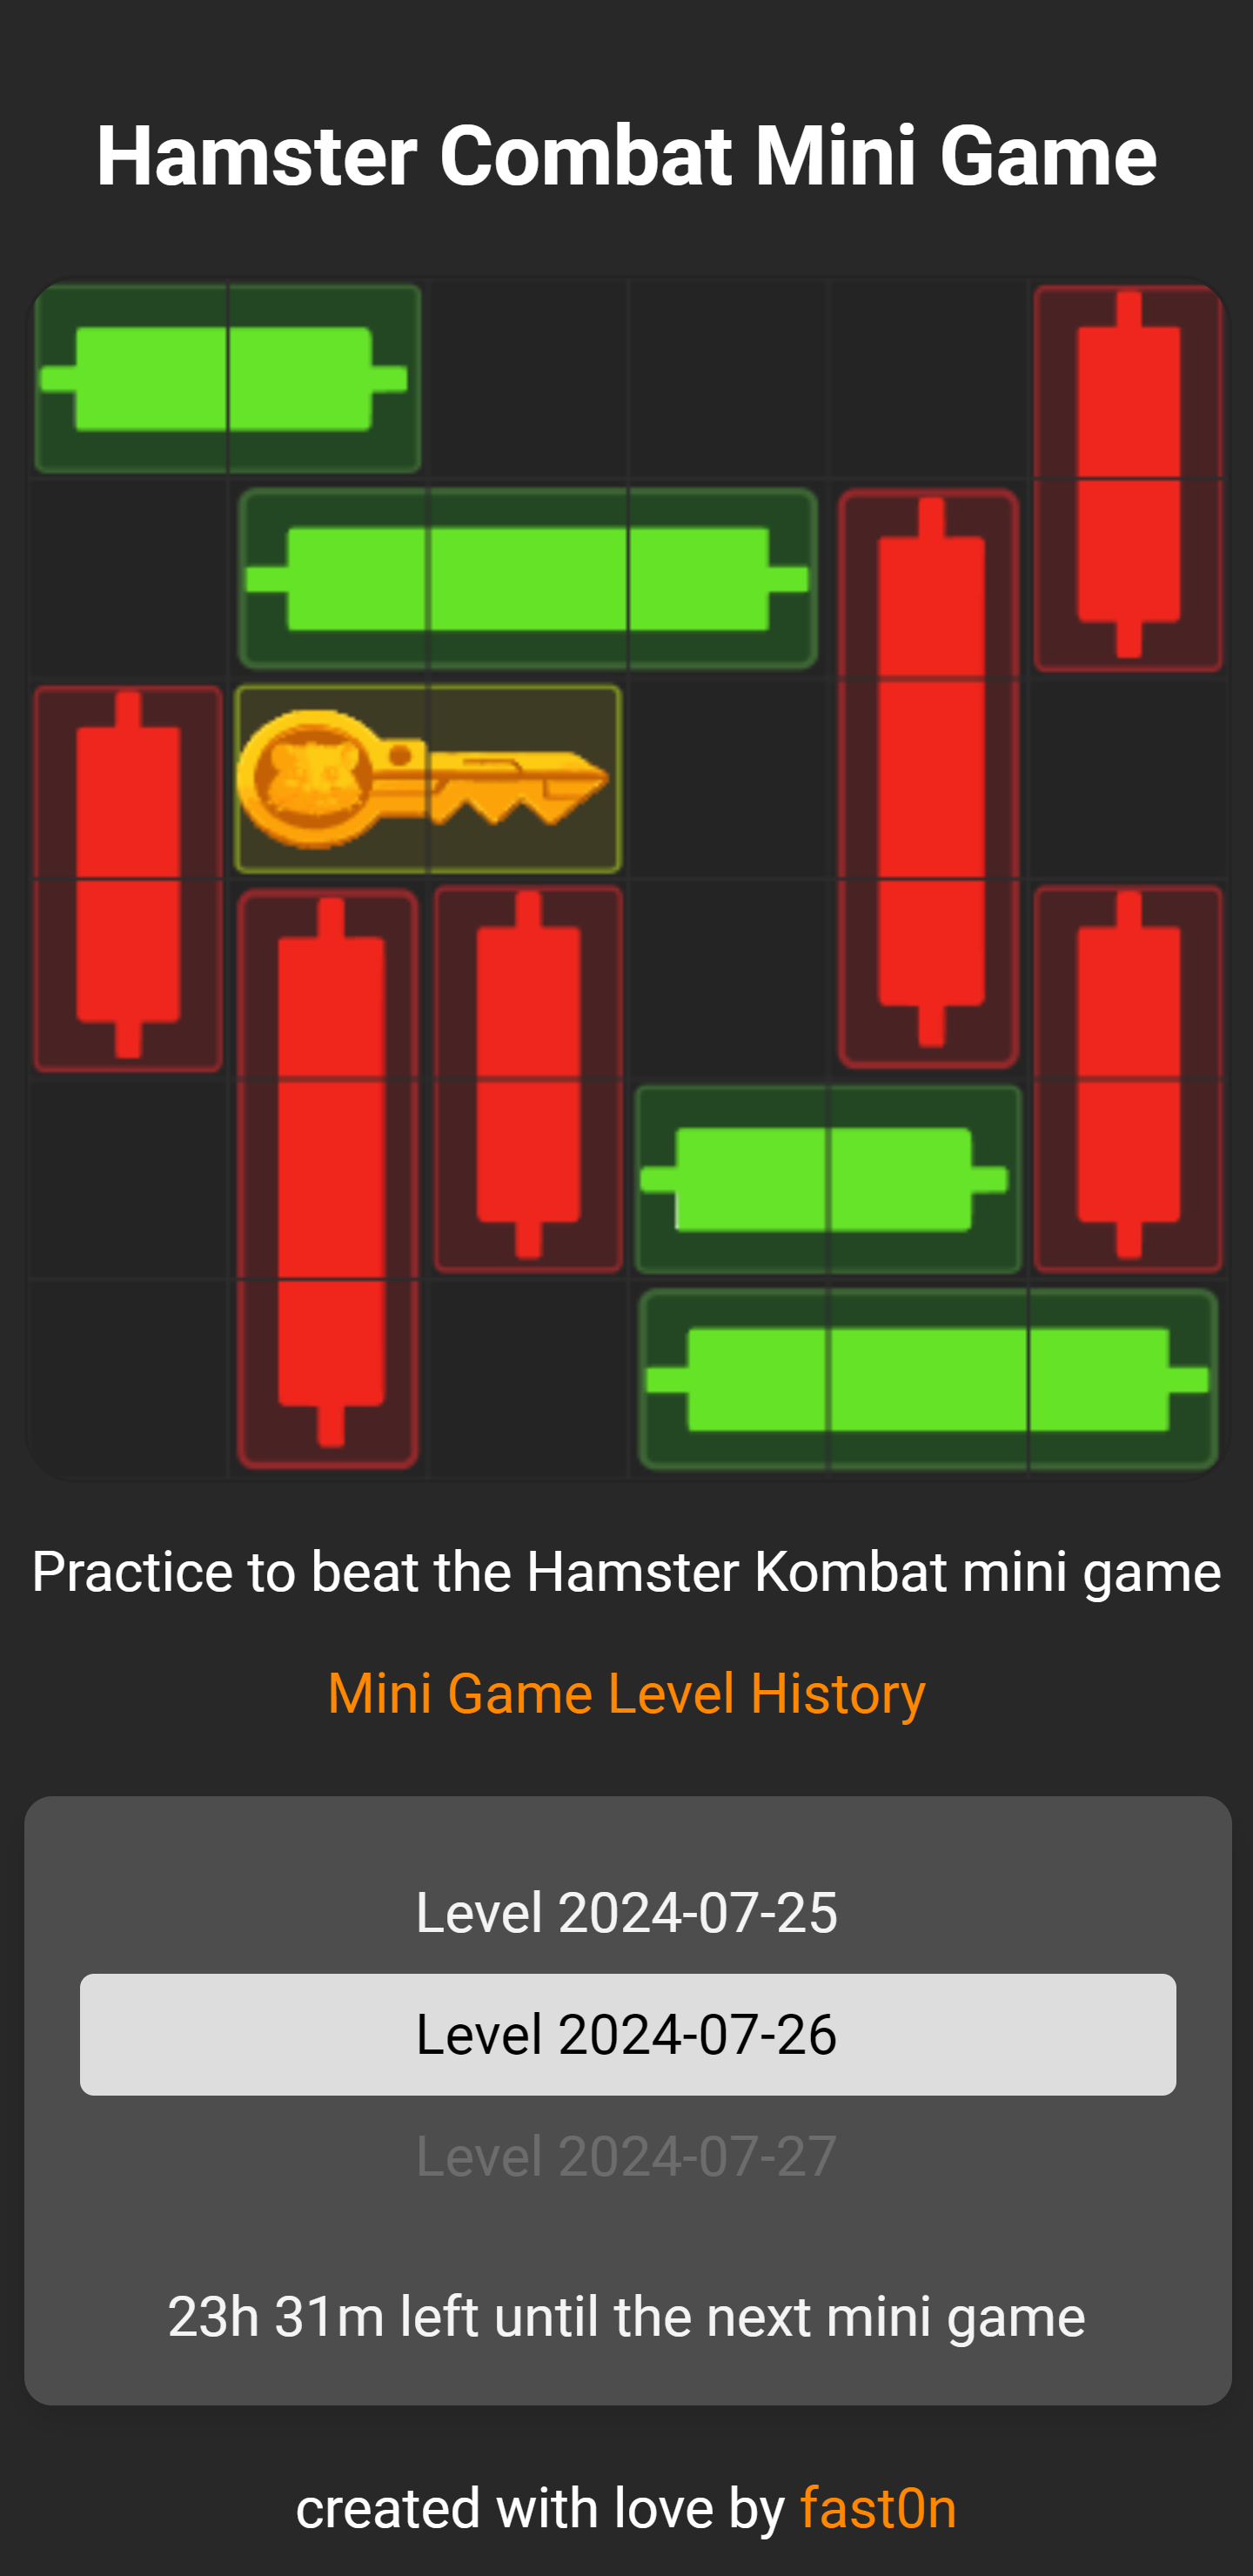 Hamster Combat Mini Game
Practice to beat the Hamster Kombat mini game
Mini Game Level History
Level 2024-07-25
Level 2024-07-26
Level 2024-07-27
23h 31m left until the next mini game
created with love by fast0n